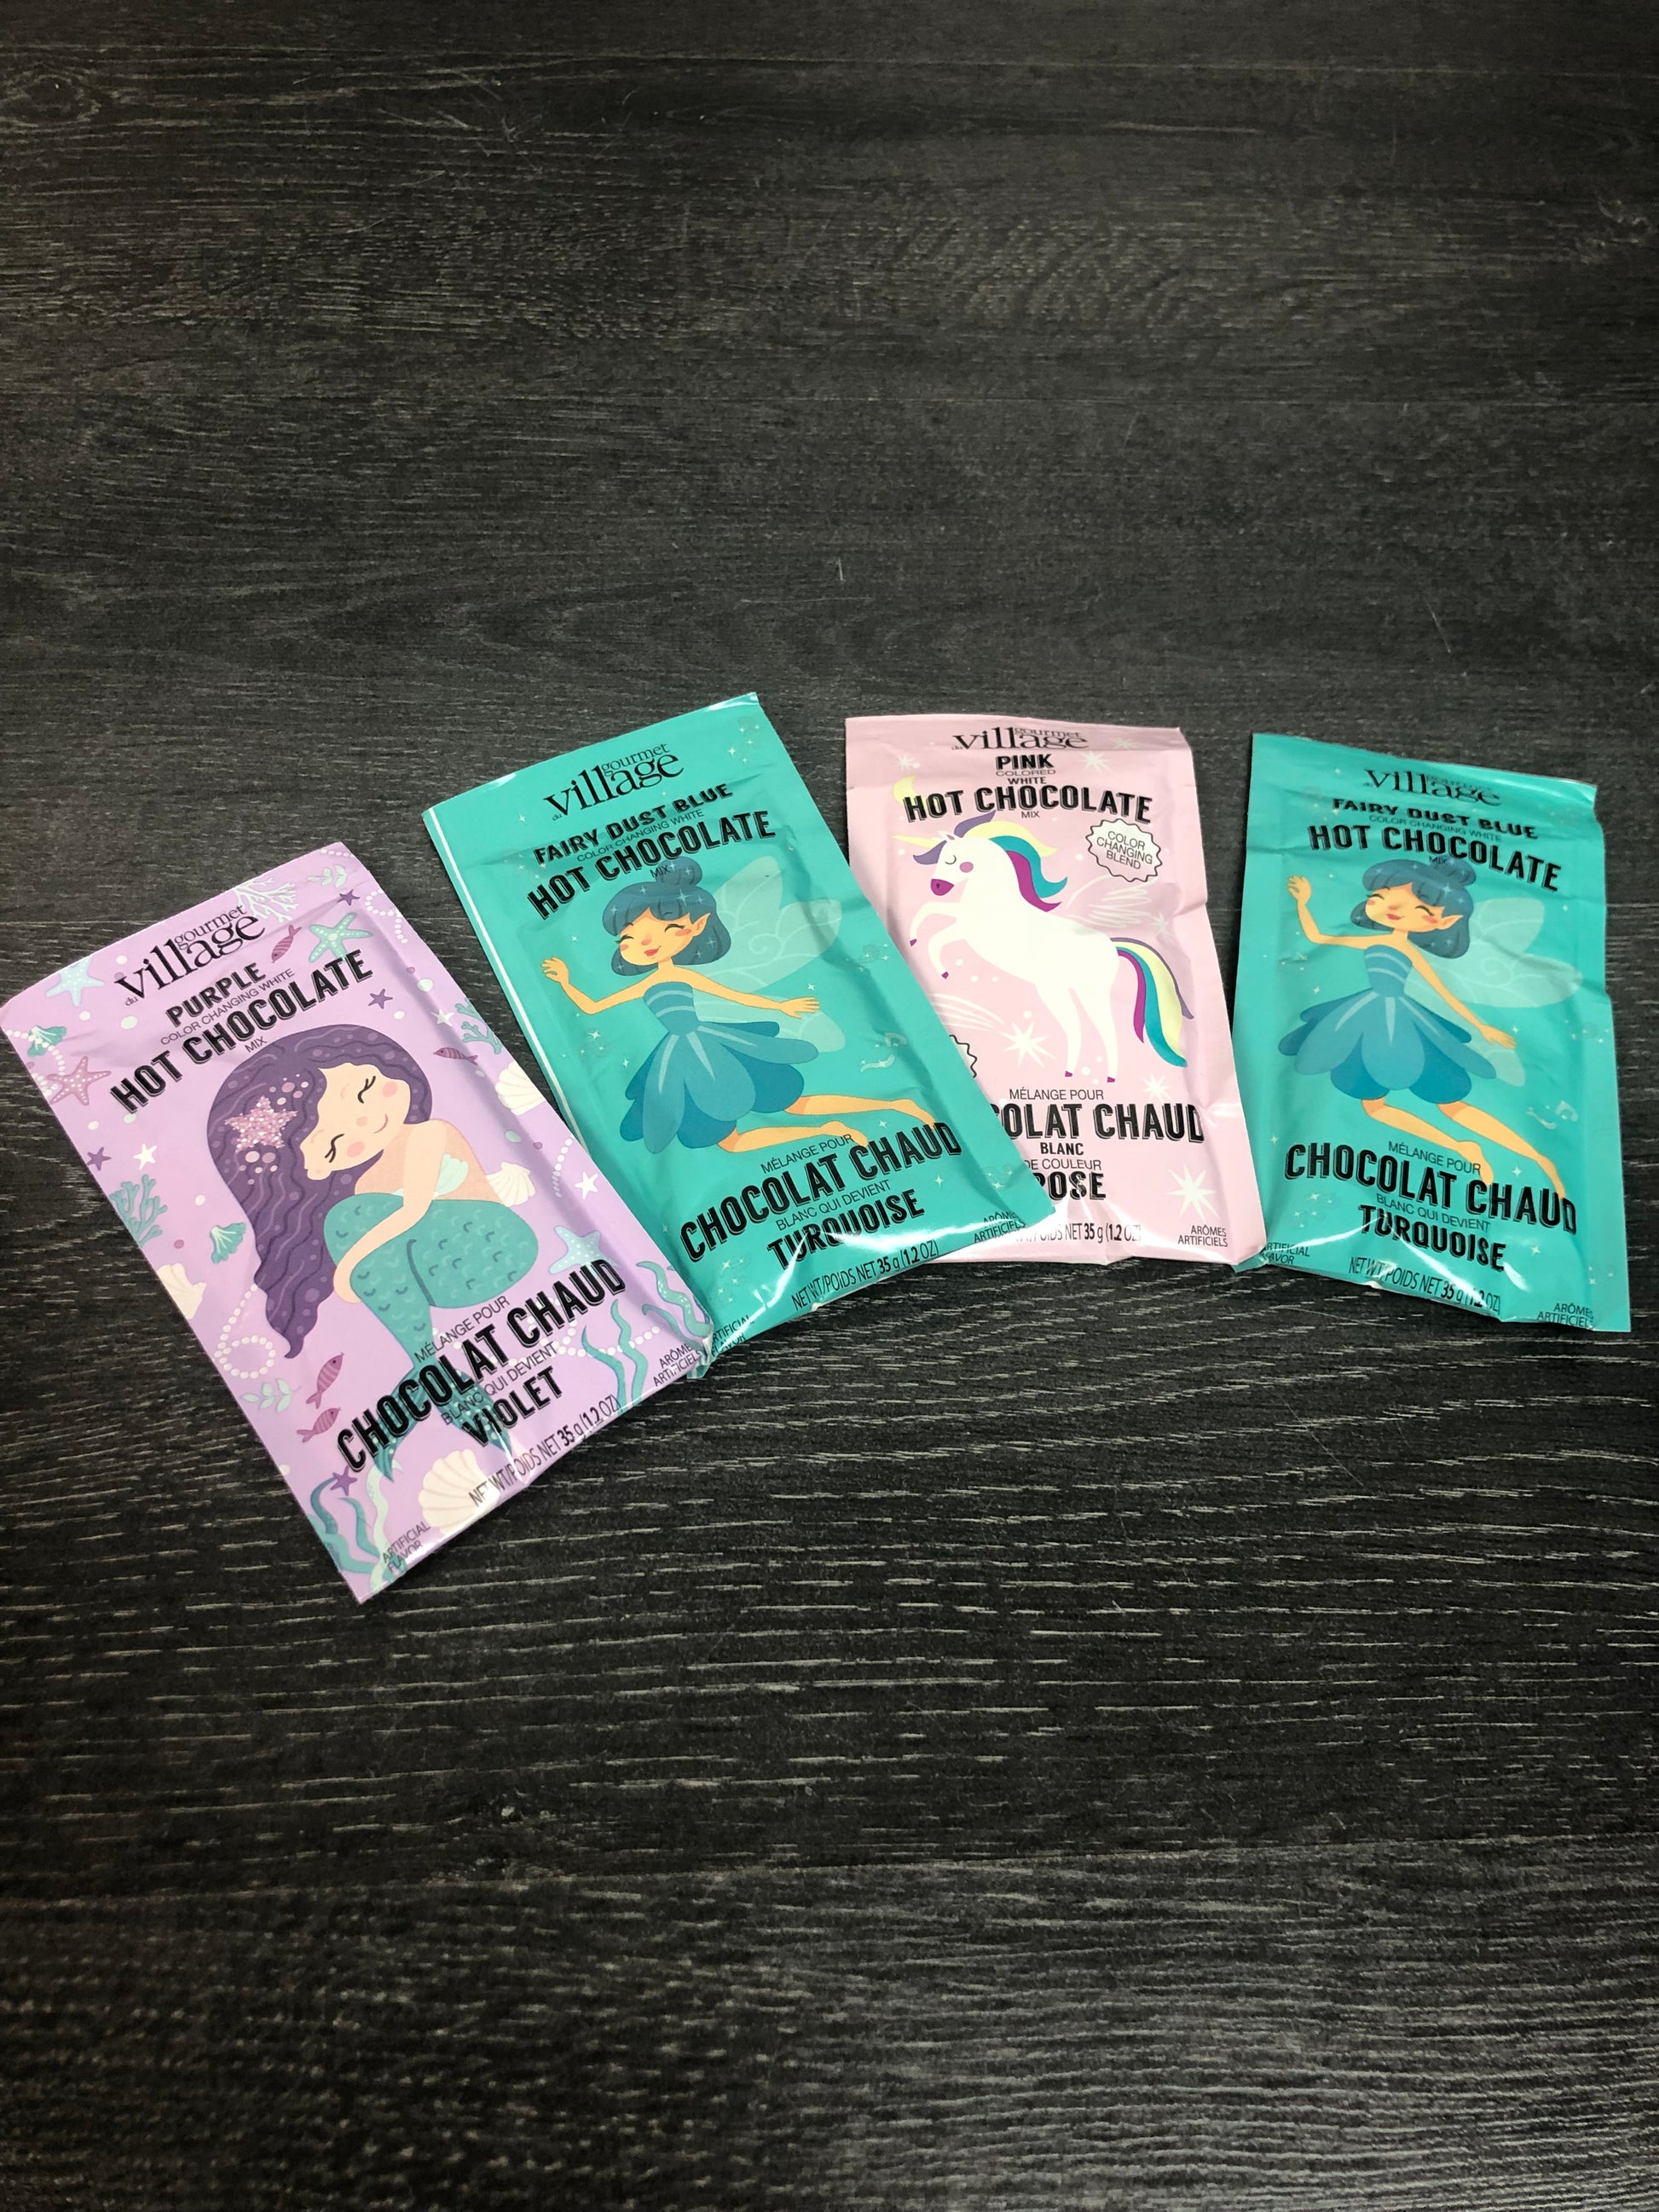 gourmet
du village
PURPLE
COLOR CHANGING WHITE
HOT CHOCOLATE
MIX
MÉLANGE POUR
CHOCOLAT CHAUD
BLANC QUI DEVIENT
VIOLET
NET WT/POIDS NET 35 g (1.2 OZ)
ARTIFICIAL
FLAVOR
ARÔMES
ARTIFICIELS
gourmet
du village
FAIRY DUST BLUE
COLOR CHANGING WHITE
HOT CHOCOLATE
MIX
MÉLANGE POUR
CHOCOLAT CHAUD
BLANC QUI DEVIENT
TURQUOISE
NET WT/POIDS NET 35 g (1.2 OZ)
ARTIFICIAL
FLAVOR
ARÔMES
ARTIFICIELS
gourmet
du village
PINK
COLORED
WHITE
HOT CHOCOLATE
MIX
COLOR
CHANGING
BLEND
MÉLANGE POUR
COLAT CHAUD
BLANC
DE COULEUR
ROSE
POIDS NET 35 g (1.2 OZ)
ARÔMES
ARTIFICIELS
gourmet
du village
FAIRY DUST BLUE
COLOR CHANGING WHITE
HOT CHOCOLATE
MIX
MÉLANGE POUR
CHOCOLAT CHAUD
BLANC QUI DEVIENT
TURQUOISE
NET WT/POIDS NET 35 g (1.2 OZ)
ARTIFICIAL
FLAVOR
ARÔMES
ARTIFICIELS